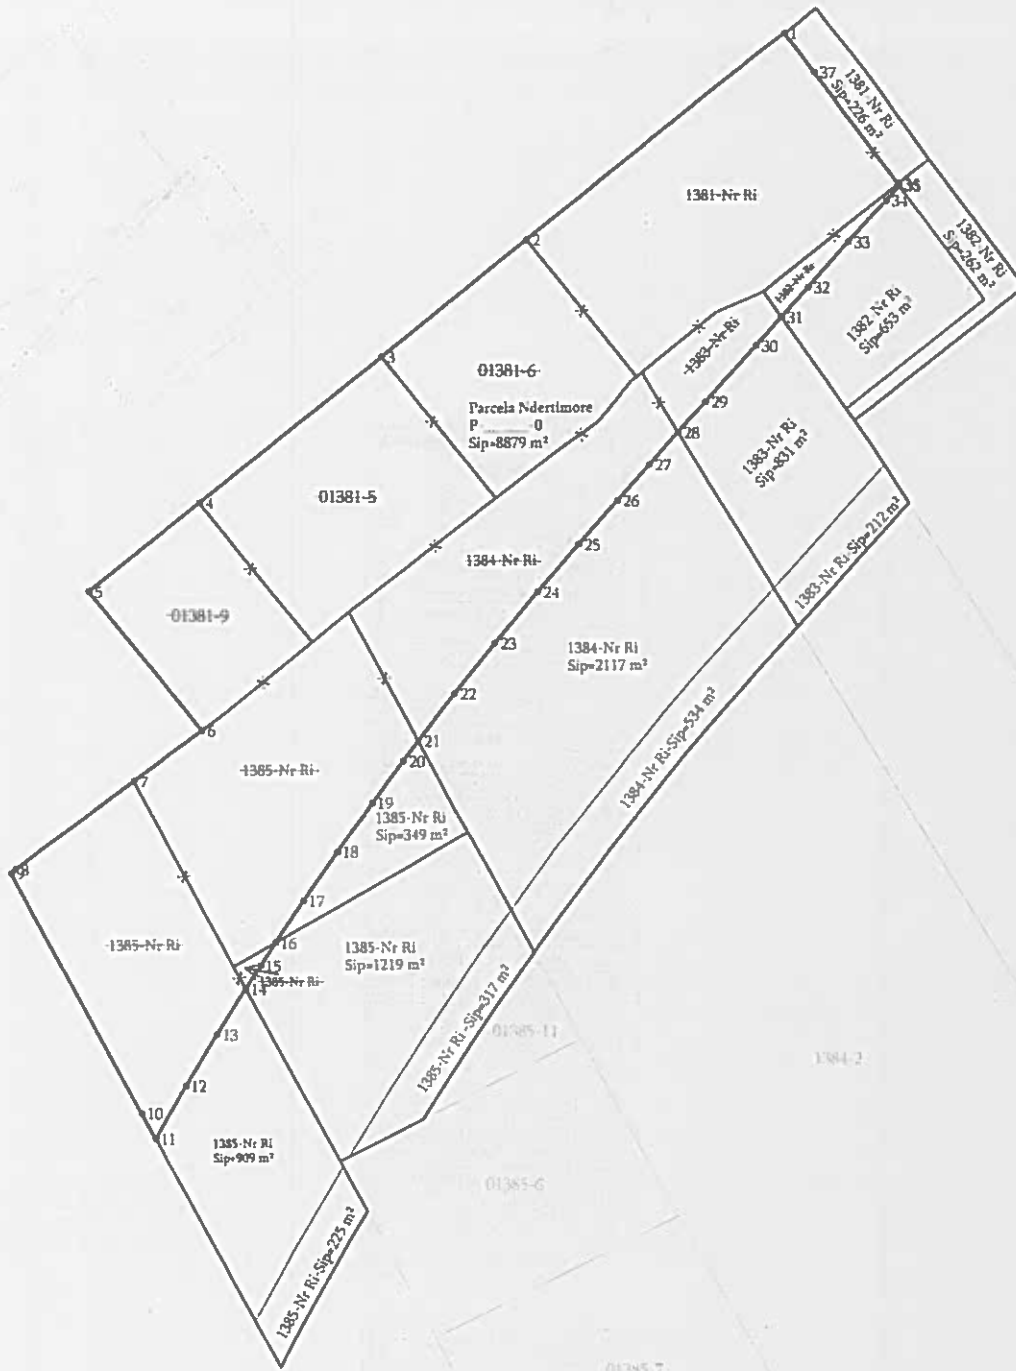 1
37
1381-Nr Ri
Sip=226 m²
1381-Nr Ri
35
34
1382-Nr Ri
Sip=262 m²
2
33
1382-Nr Ri
32
1382-Nr Ri
Sip=653 m²
31
1383-Nr Ri
30
3
01381-6
Parcela Ndertimore
P 0
Sip=8879 m²
29
28
1383-Nr Ri
Sip=831 m²
27
26
4
01381-5
1383-Nr Ri-Sip=212 m²
25
1384-Nr Ri
24
5
01381-9
23
1384-Nr Ri
Sip=2117 m²
22
6
21
20
1384-Nr Ri-Sip=534 m²
7
1385-Nr Ri
19
1385-Nr Ri
Sip=349 m²
18
17
16
1385-Nr Ri
1385-Nr Ri
Sip=1219 m²
15
1385-Nr Ri
14
13
1385-Nr Ri -Sip=317 m²
01385-11
1384-2
12
10
11
1385-Nr Ri
Sip=909 m²
01385-6
1385-Nr Ri-Sip=225 m²
01385-7